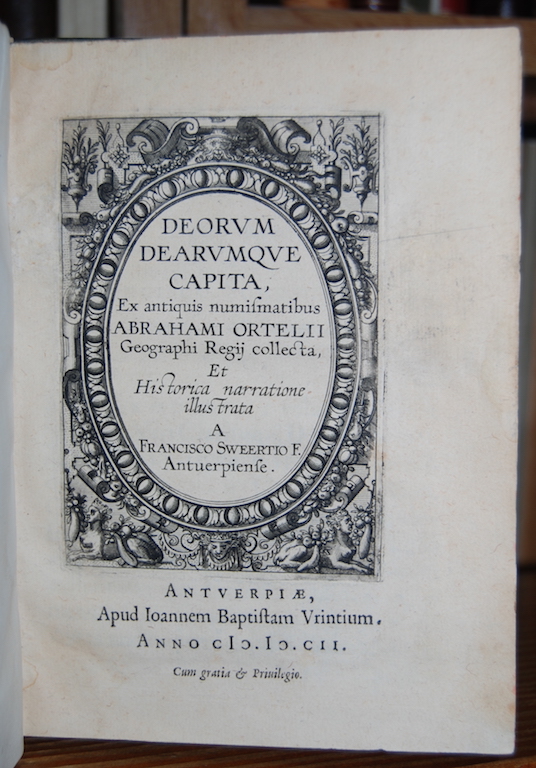 DEORVM
DEARVMQVE
CAPITA,
Ex antiquis numiſmatibus
ABRAHAMI ORTELII
Geographi Regij collecta,
Et
Historica narratione
illustrata
A
FRANCISCO SWEERTIO F.
Antuerpienſe.
ANTVERPIÆ,
Apud Ioannem Baptiſtam Vrintium.
ANNO cIↃ.IↃ.CII.
Cum gratia & Priuilegio.